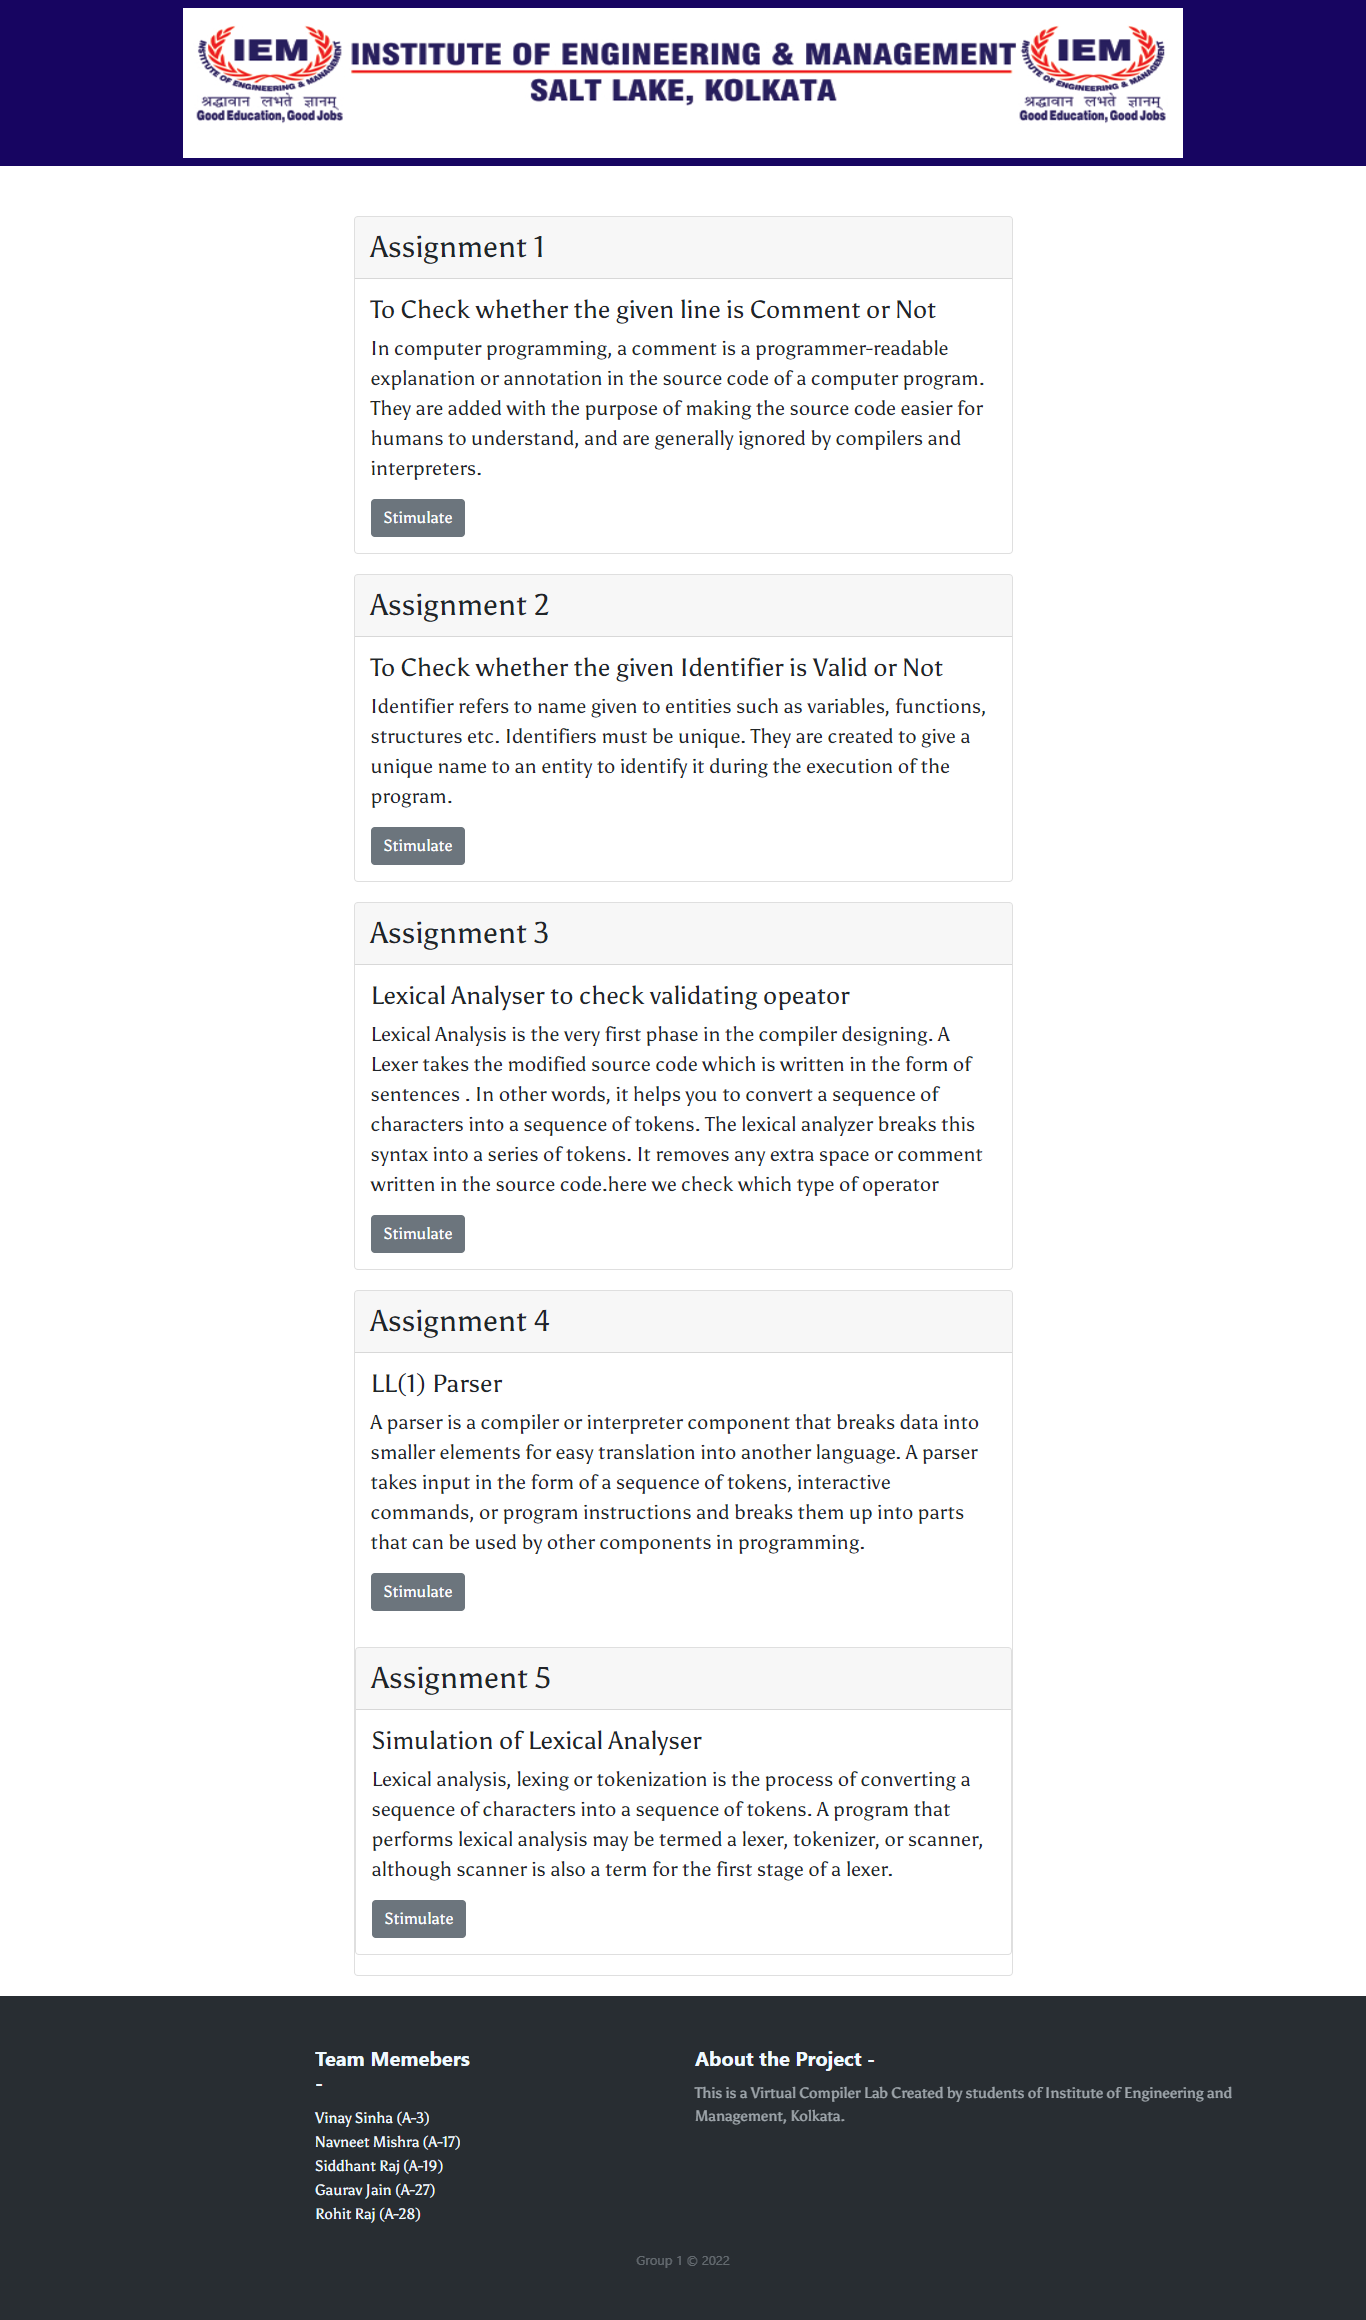 IEM
INSTITUTE OF ENGINEERING & MANAGEMENT
श्रद्धावान लभते ज्ञानम्
Good Education, Good Jobs
INSTITUTE OF ENGINEERING & MANAGEMENT
SALT LAKE, KOLKATA
IEM
INSTITUTE OF ENGINEERING & MANAGEMENT
श्रद्धावान लभते ज्ञानम्
Good Education, Good Jobs
Assignment 1
To Check whether the given line is Comment or Not
In computer programming, a comment is a programmer-readable
explanation or annotation in the source code of a computer program.
They are added with the purpose of making the source code easier for
humans to understand, and are generally ignored by compilers and
interpreters.
Stimulate
Assignment 2
To Check whether the given Identifier is Valid or Not
Identifier refers to name given to entities such as variables, functions,
structures etc. Identifiers must be unique. They are created to give a
unique name to an entity to identify it during the execution of the
program.
Stimulate
Assignment 3
Lexical Analyser to check validating opeator
Lexical Analysis is the very first phase in the compiler designing. A
Lexer takes the modified source code which is written in the form of
sentences . In other words, it helps you to convert a sequence of
characters into a sequence of tokens. The lexical analyzer breaks this
syntax into a series of tokens. It removes any extra space or comment
written in the source code.here we check which type of operator
Stimulate
Assignment 4
LL(1) Parser
A parser is a compiler or interpreter component that breaks data into
smaller elements for easy translation into another language. A parser
takes input in the form of a sequence of tokens, interactive
commands, or program instructions and breaks them up into parts
that can be used by other components in programming.
Stimulate
Assignment 5
Simulation of Lexical Analyser
Lexical analysis, lexing or tokenization is the process of converting a
sequence of characters into a sequence of tokens. A program that
performs lexical analysis may be termed a lexer, tokenizer, or scanner,
although scanner is also a term for the first stage of a lexer.
Stimulate
Team Memebers
-
Vinay Sinha (A-3)
Navneet Mishra (A-17)
Siddhant Raj (A-19)
Gaurav Jain (A-27)
Rohit Raj (A-28)
About the Project -
This is a Virtual Compiler Lab Created by students of Institute of Engineering and
Management, Kolkata.
Group 1 © 2022